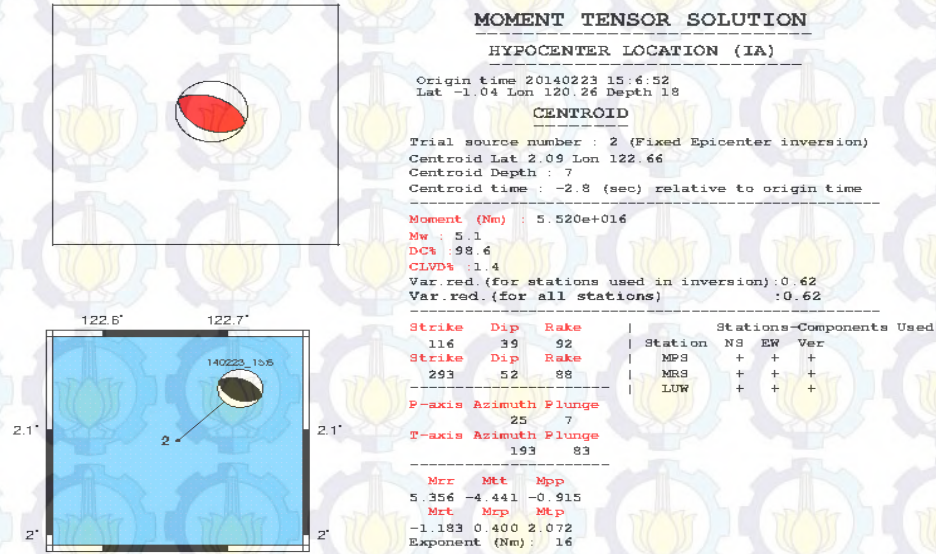 MOMENT TENSOR SOLUTION
HYPOCENTER LOCATION (IA)
Origin time 20140223 15:6:52
Lat -1.04 Lon 120.26 Depth 18
CENTROID
Trial source number : 2 (Fixed Epicenter inversion)
Centroid Lat 2.09 Lon 122.66
Centroid Depth : 7
Centroid time : -2.8 (sec) relative to origin time
Moment (Nm) : 5.520e+016
Mw : 5.1
DC% :98.6
CLVD% :1.4
Var.red.(for stations used in inversion):0.62
Var.red.(for all stations) :0.62
Strike Dip Rake
116 39 92
Strike Dip Rake
293 52 88
P-axis Azimuth Plunge
25 7
T-axis Azimuth Plunge
193 83
Mrr Mtt Mpp
5.356 -4.441 -0.915
Mrt Mrp Mtp
-1.183 0.400 2.072
Exponent (Nm): 16
Stations-Components Used
Station NS EW Ver
MPS + + +
MRS + + +
LUW + + +
122.6° 122.7°
140223_15:6
2.1° 2 2.1°
2° 2°